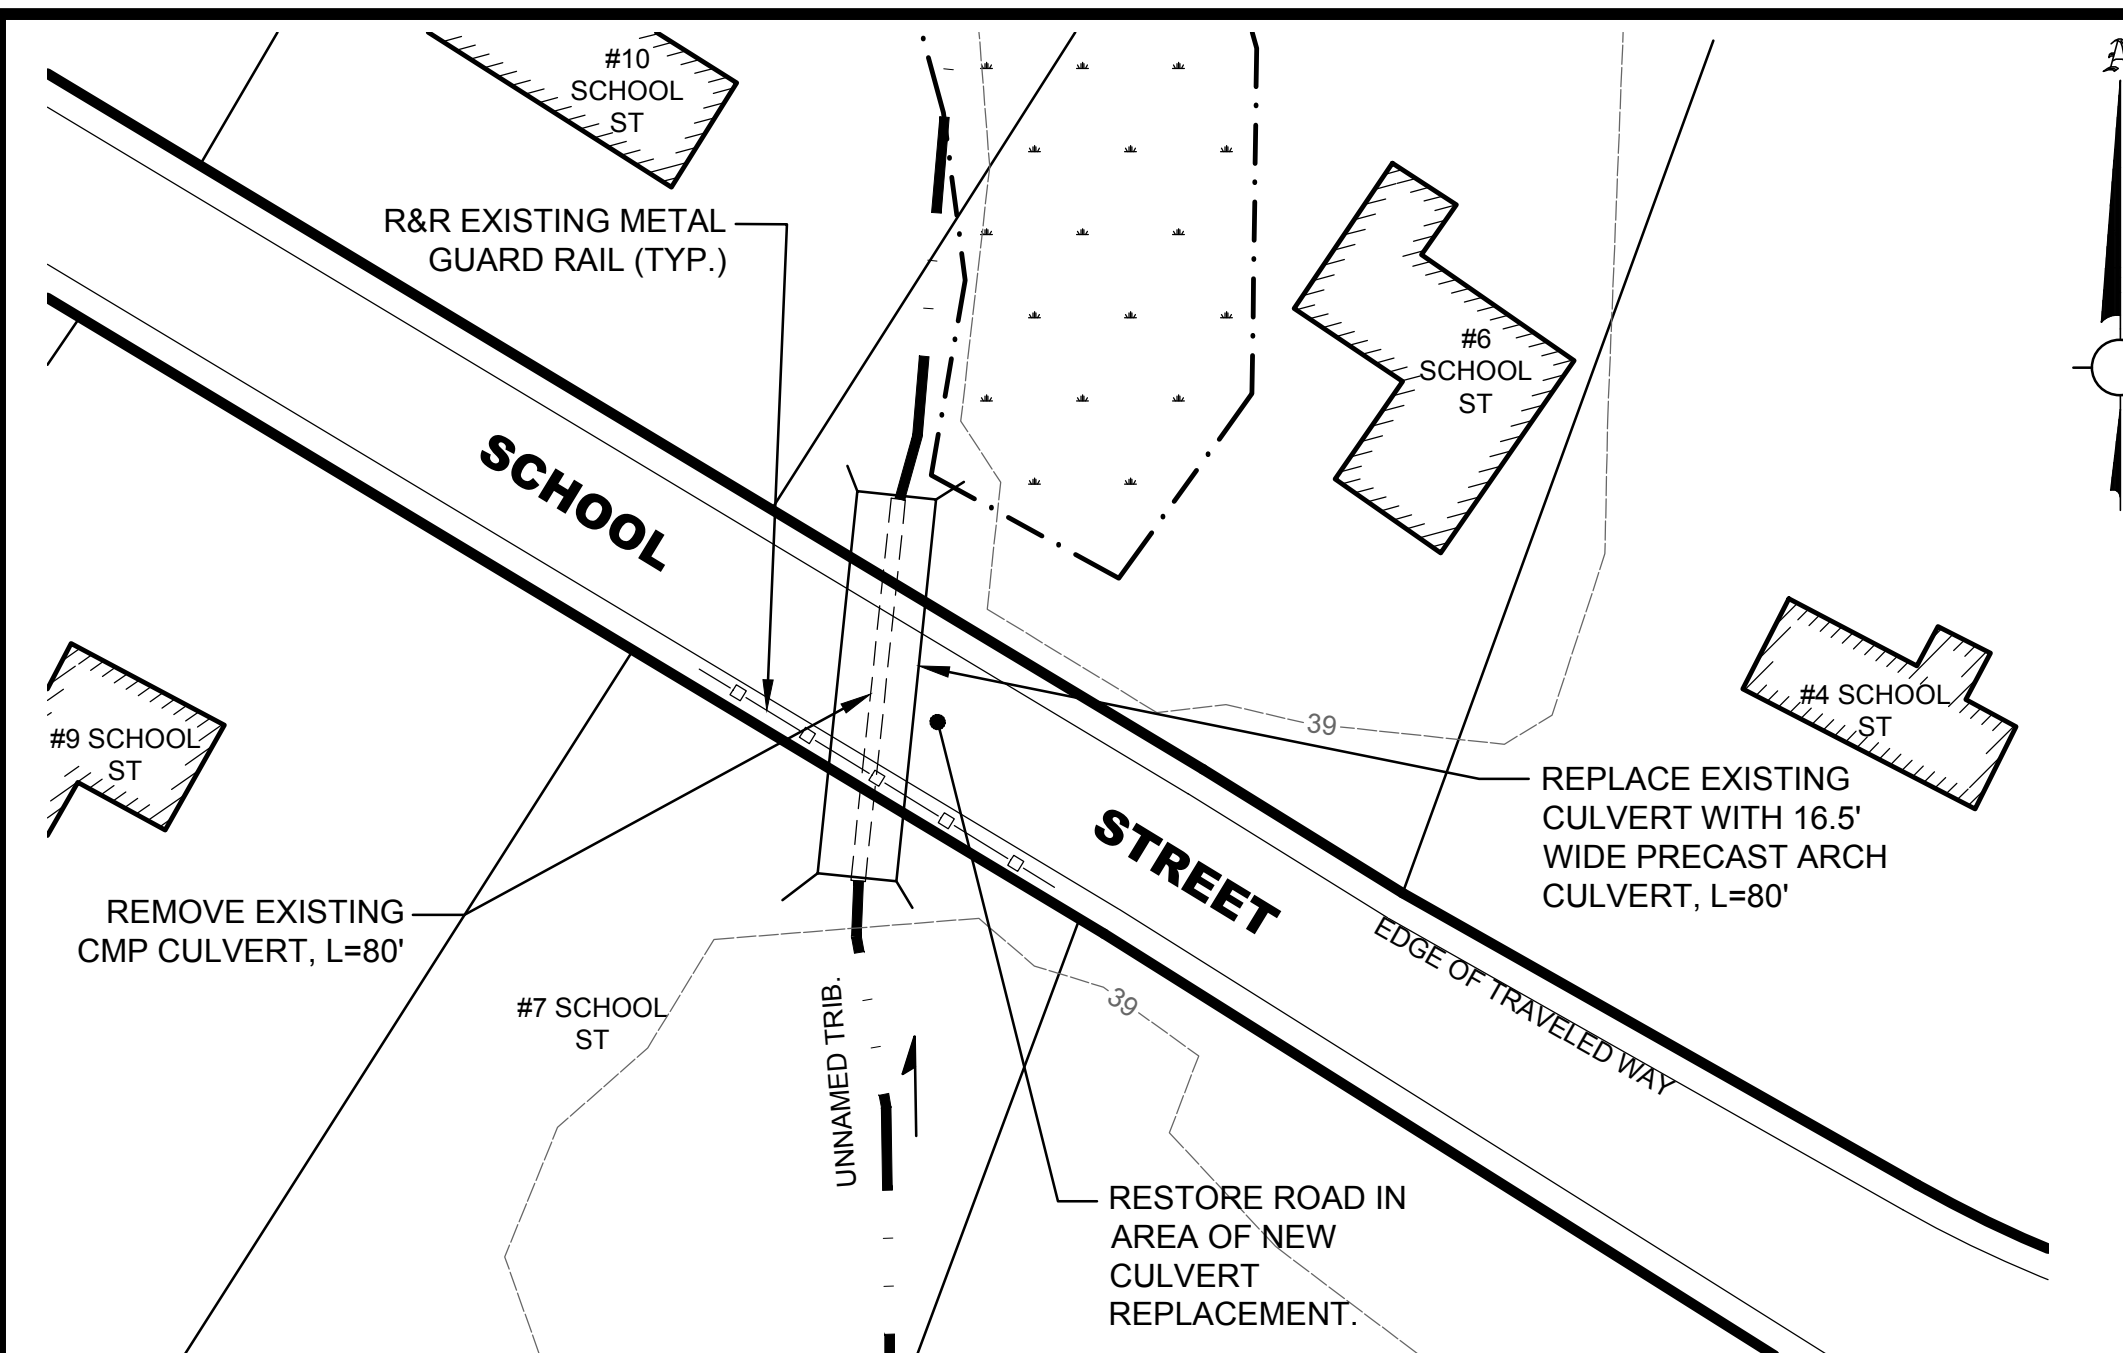 #10
SCHOOL
ST
R&R EXISTING METAL
GUARD RAIL (TYP.)
#6
SCHOOL
ST
SCHOOL
#4 SCHOOL
ST
39
#9 SCHOOL
ST
REPLACE EXISTING
CULVERT WITH 16.5'
WIDE PRECAST ARCH
CULVERT, L=80'
STREET
REMOVE EXISTING
CMP CULVERT, L=80'
EDGE OF TRAVELED WAY
#7 SCHOOL
ST
UNNAMED TRIB.
39
RESTORE ROAD IN
AREA OF NEW
CULVERT
REPLACEMENT.